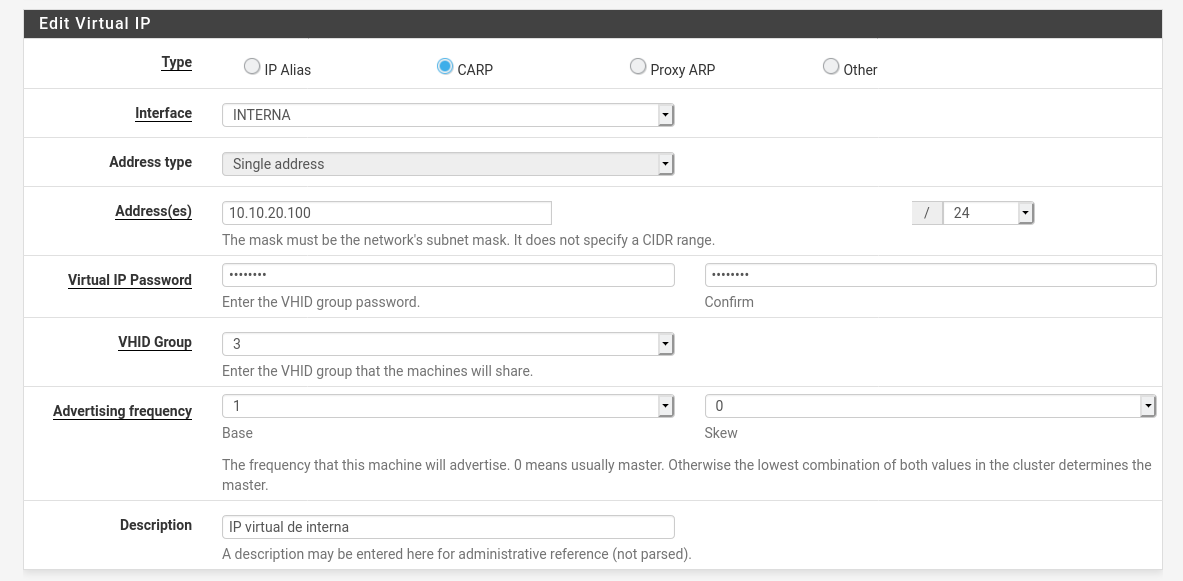 Edit Virtual IP
Type
IP Alias
CARP
Proxy ARP
Other
Interface
INTERNA
Address type
Single address
Address(es)
10.10.20.100
/
24
The mask must be the network's subnet mask. It does not specify a CIDR range.
Virtual IP Password
••••••••
••••••••
Enter the VHID group password.
Confirm
VHID Group
3
Enter the VHID group that the machines will share.
Advertising frequency
1
0
Base
Skew
The frequency that this machine will advertise. 0 means usually master. Otherwise the lowest combination of both values in the cluster determines the
master.
Description
IP virtual de interna
A description may be entered here for administrative reference (not parsed).